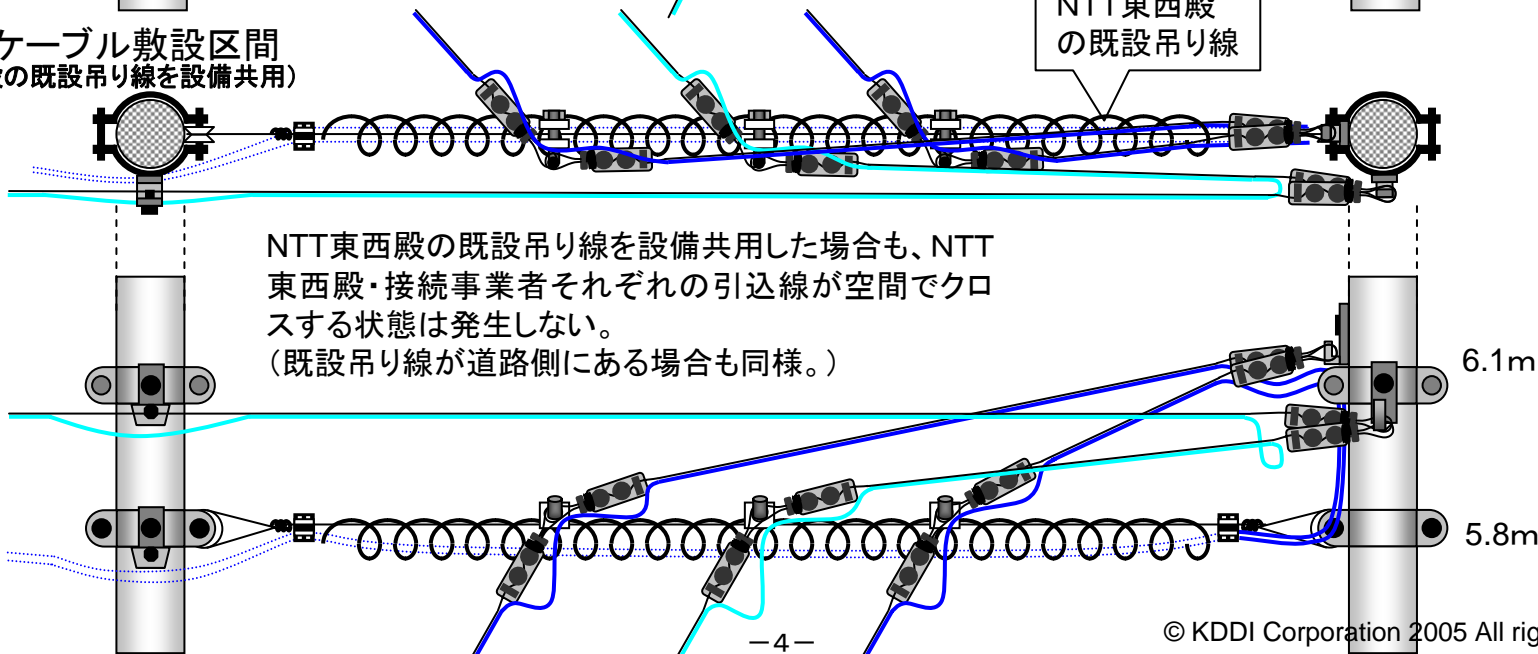 NTT東西殿
の既設吊り線
ケーブル敷設区間
の既設吊り線を設備共用）
NTT東西殿の既設吊り線を設備共用した場合も、NTT
東西殿・接続事業者それぞれの引込線が空間でクロ
スする状態は発生しない。
（既設吊り線が道路側にある場合も同様。）
6.1m
5.8m
－4－
© KDDI Corporation 2005 All rig